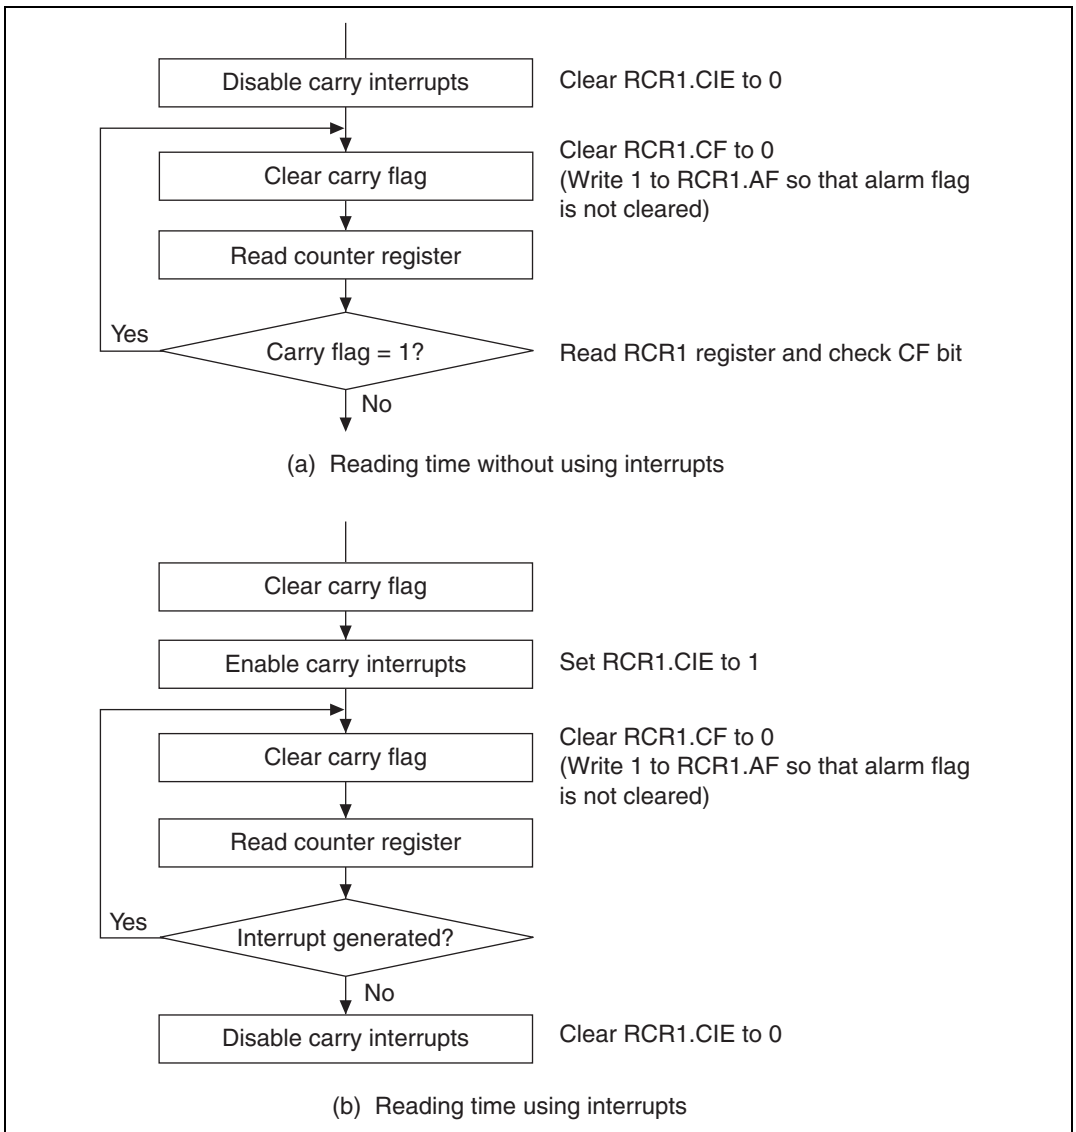 Disable carry interrupts
Clear RCR1.CIE to 0
Clear carry flag
Clear RCR1.CF to 0
(Write 1 to RCR1.AF so that alarm flag
is not cleared)
Read counter register
Yes
Carry flag = 1?
Read RCR1 register and check CF bit
No
(a) Reading time without using interrupts
Clear carry flag
Enable carry interrupts
Set RCR1.CIE to 1
Clear carry flag
Clear RCR1.CF to 0
(Write 1 to RCR1.AF so that alarm flag
is not cleared)
Read counter register
Yes
Interrupt generated?
No
Disable carry interrupts
Clear RCR1.CIE to 0
(b) Reading time using interrupts